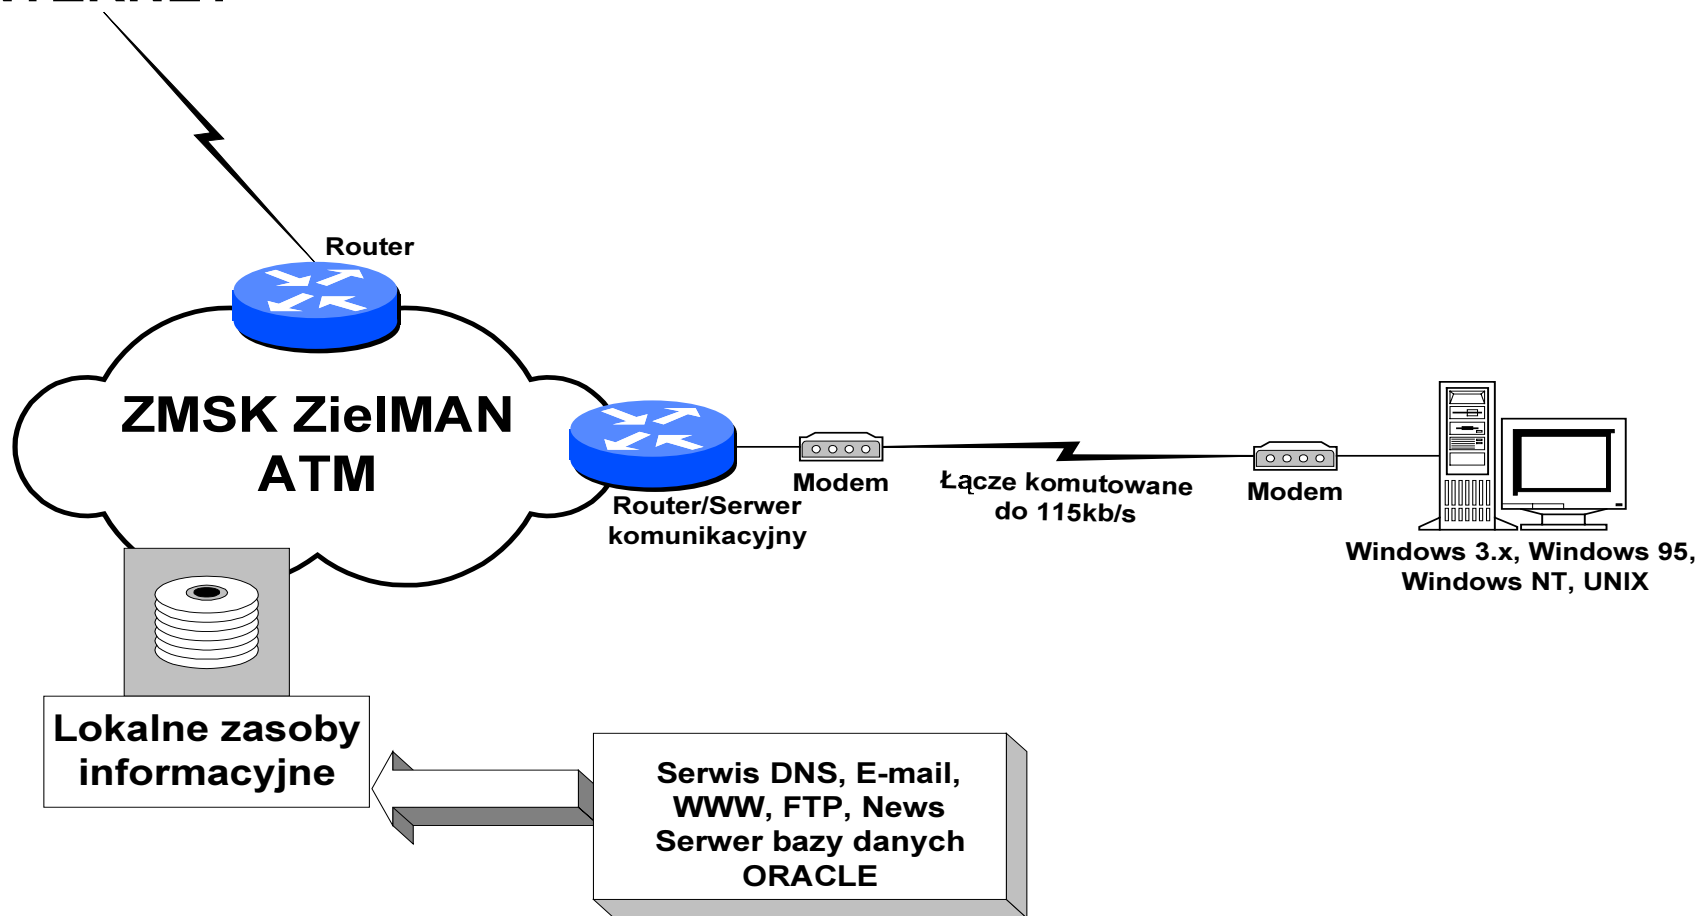 Router
ZMSK ZielMAN
ATM
Router/Serwer
komunikacyjny
Modem
Łącze komutowane
do 115kb/s
Modem
Windows 3.x, Windows 95,
Windows NT, UNIX
Lokalne zasoby
informacyjne
Serwis DNS, E-mail,
WWW, FTP, News
Serwer bazy danych
ORACLE